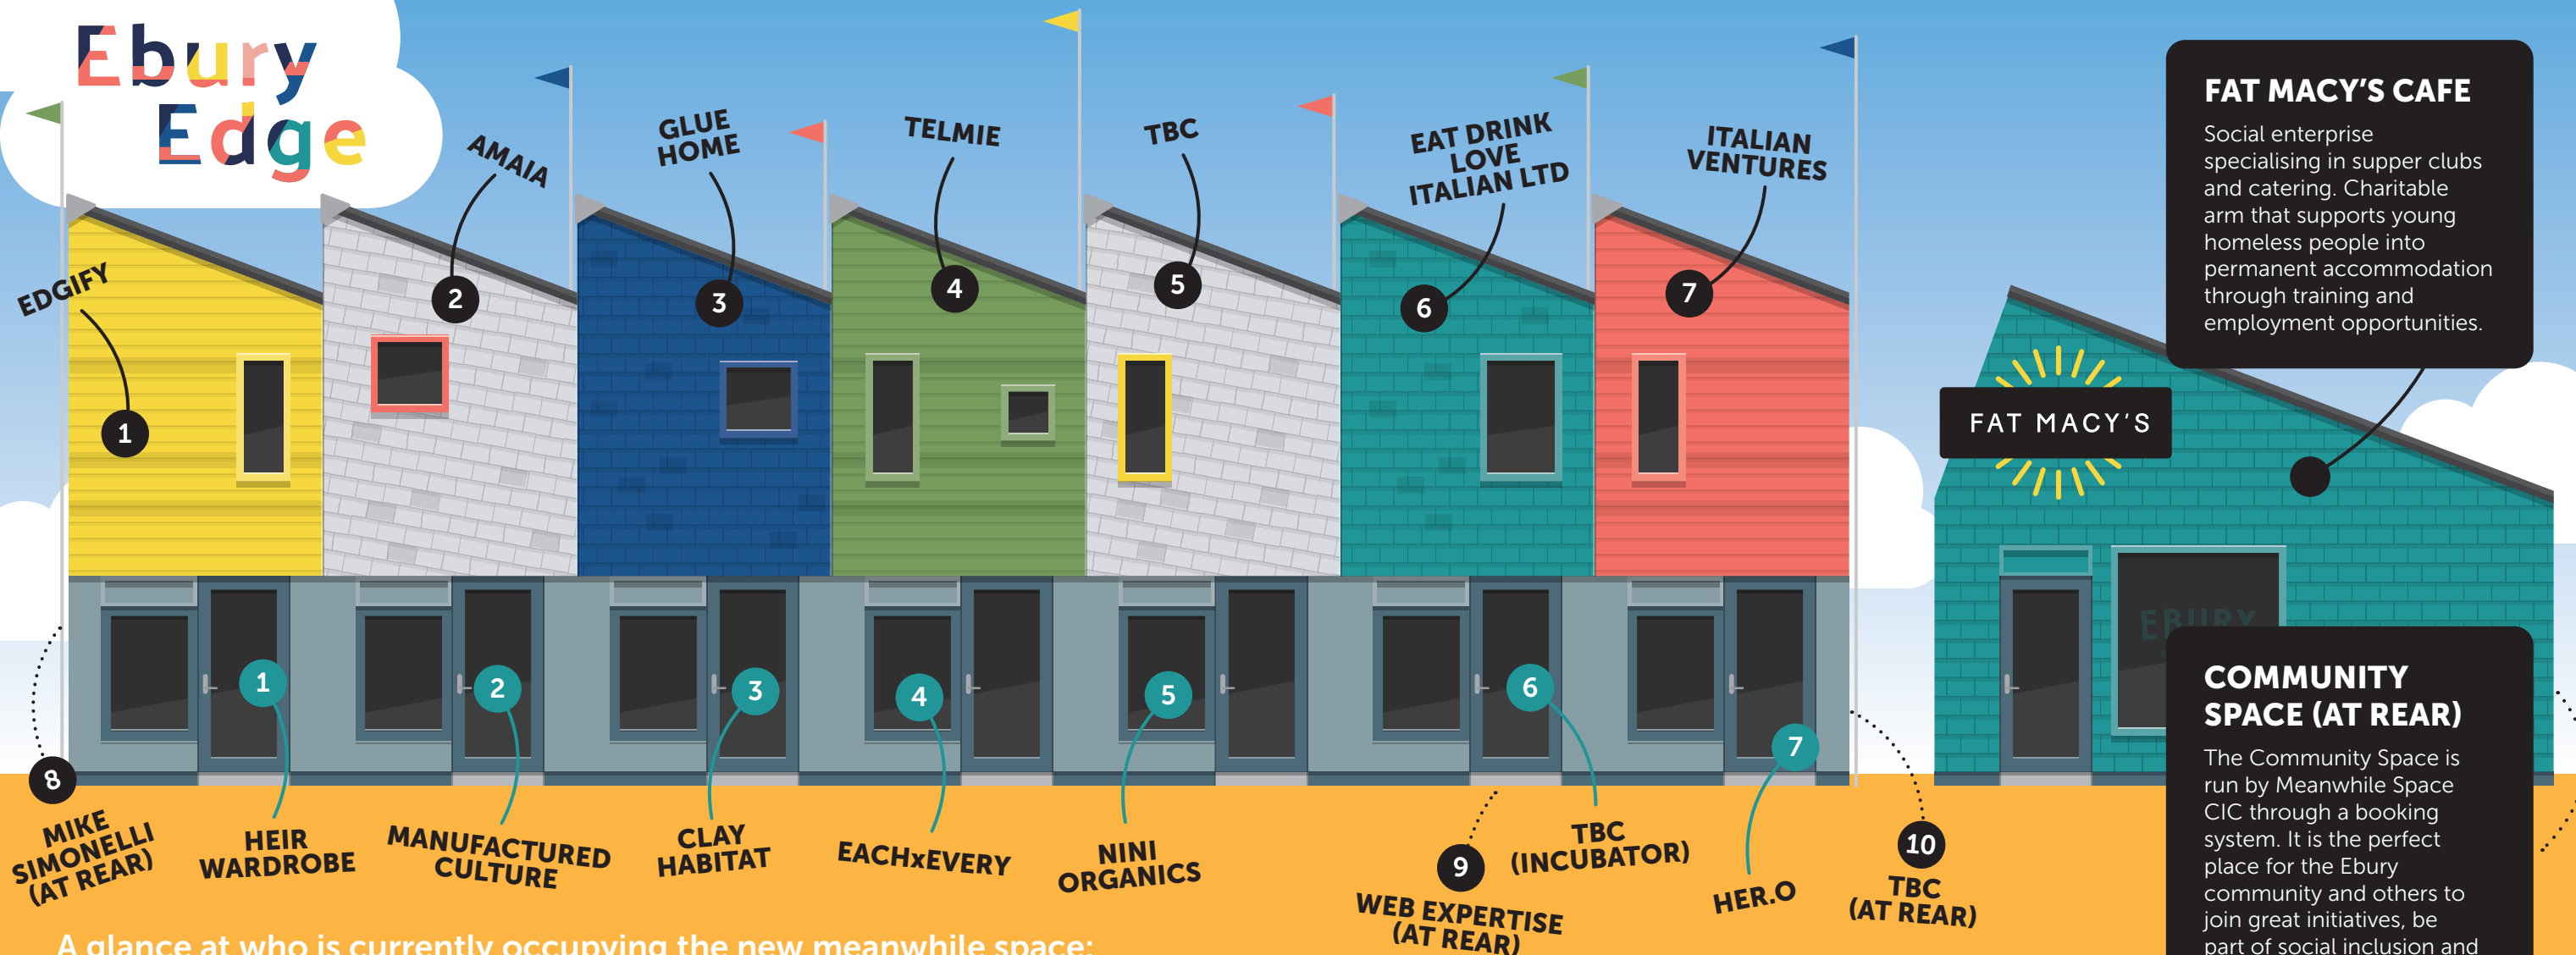 Ebury
Edge
EDGIFY
1
AMAIA
2
GLUE
HOME
3
TELMIE
4
TBC
5
EAT DRINK
LOVE
ITALIAN LTD
6
ITALIAN
VENTURES
7
FAT MACY'S CAFE
Social enterprise
specialising in supper clubs
and catering. Charitable
arm that supports young
homeless people into
permanent accommodation
through training and
employment opportunities.
FAT MACY'S
EBURY
1
HEIR
WARDROBE
2
MANUFACTURED
CULTURE
3
CLAY
HABITAT
4
EACHxEVERY
5
NINI
ORGANICS
6
TBC
(INCUBATOR)
7
HER.O
8
MIKE
SIMONELLI
(AT REAR)
9
WEB EXPERTISE
(AT REAR)
10
TBC
(AT REAR)
COMMUNITY
SPACE (AT REAR)
The Community Space is
run by Meanwhile Space
CIC through a booking
system. It is the perfect
place for the Ebury
community and others to
join great initiatives, be
part of social inclusion and
A glance at who is currently occupying the new meanwhile space: